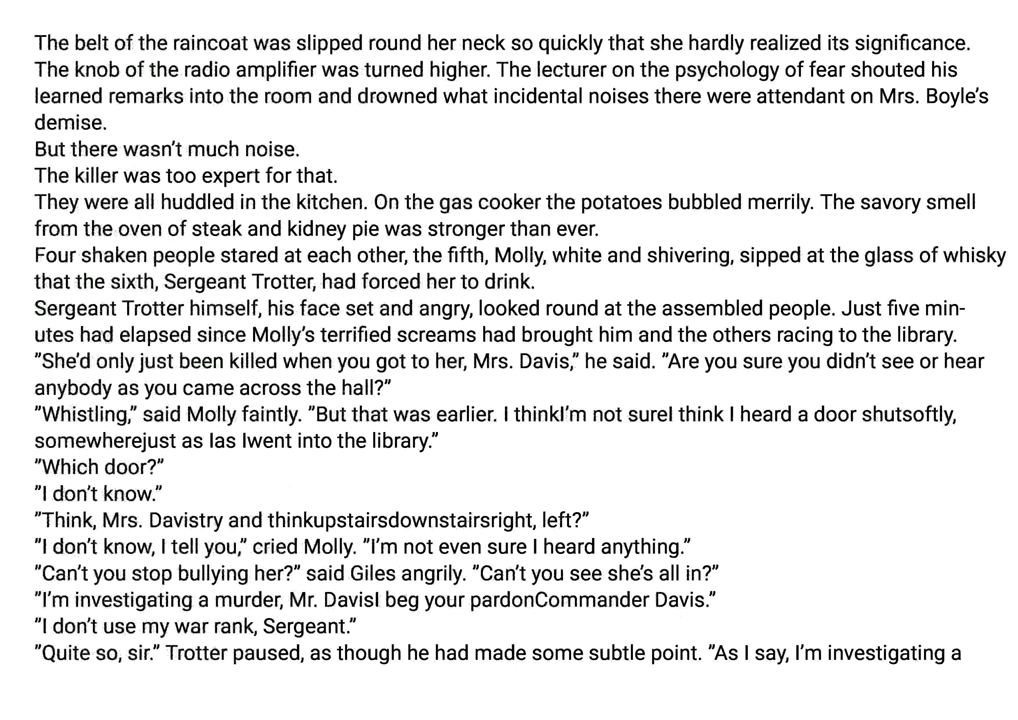 The belt of the raincoat was slipped round her neck so quickly that she hardly realized its significance.
The knob of the radio amplifier was turned higher. The lecturer on the psychology of fear shouted his
learned remarks into the room and drowned what incidental noises there were attendant on Mrs. Boyle’s
demise.
But there wasn’t much noise.
The killer was too expert for that.
They were all huddled in the kitchen. On the gas cooker the potatoes bubbled merrily. The savory smell
from the oven of steak and kidney pie was stronger than ever.
Four shaken people stared at each other, the fifth, Molly, white and shivering, sipped at the glass of whisky
that the sixth, Sergeant Trotter, had forced her to drink.
Sergeant Trotter himself, his face set and angry, looked round at the assembled people. Just five min-
utes had elapsed since Molly’s terrified screams had brought him and the others racing to the library.
”She’d only just been killed when you got to her, Mrs. Davis,” he said. ”Are you sure you didn’t see or hear
anybody as you came across the hall?”
”Whistling,” said Molly faintly. ”But that was earlier. I thinkI’m not sureI think I heard a door shutsoftly,
somewherejust as Ias Iwent into the library.”
”Which door?”
”I don’t know.”
”Think, Mrs. Davistry and thinkupstairsdownstairsright, left?”
”I don’t know, I tell you,” cried Molly. ”I’m not even sure I heard anything.”
”Can’t you stop bullying her?” said Giles angrily. ”Can’t you see she’s all in?”
”I’m investigating a murder, Mr. DavisI beg your pardonCommander Davis.”
”I don’t use my war rank, Sergeant.”
”Quite so, sir.” Trotter paused, as though he had made some subtle point. ”As I say, I’m investigating a